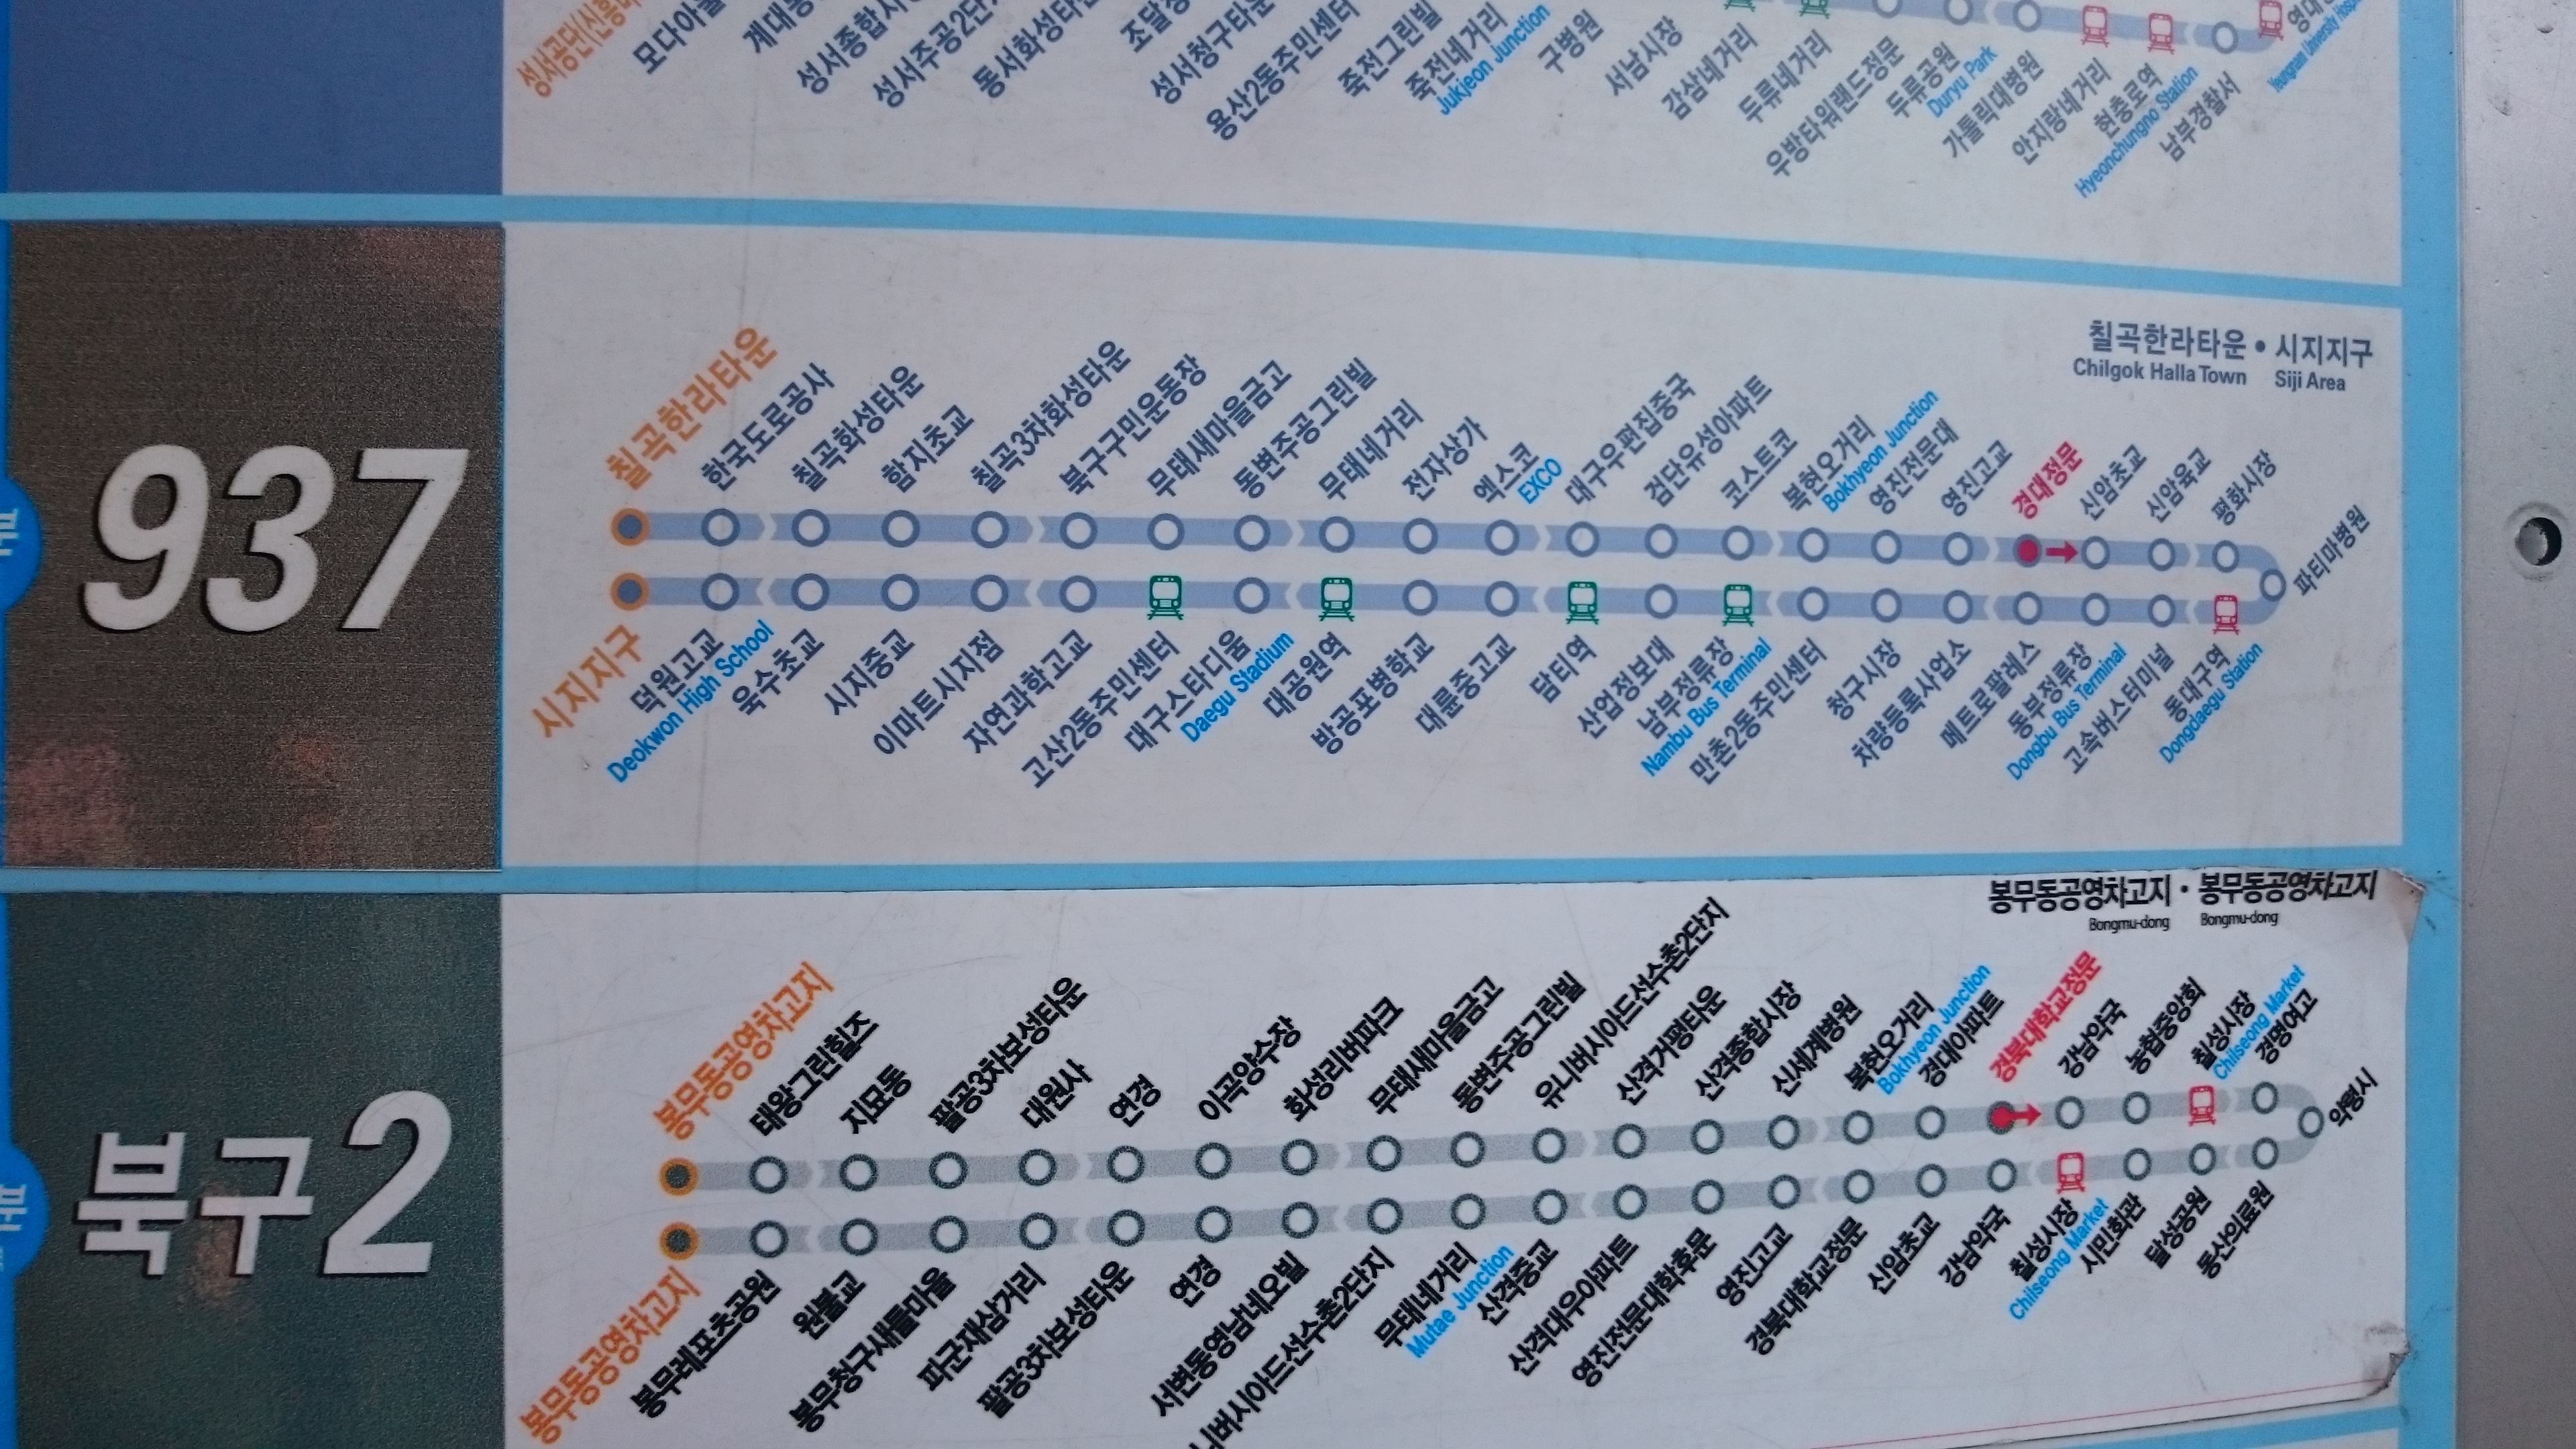 계대동
성서종합시장
성서주공2단지
동서화성타운
성서청구타운
용산2동주민센터
죽전그린빌
죽전네거리
Jukjeon Junction
구병원
서남시장
감삼네거리
두류네거리
우방타워랜드정문
두류공원
Duryu Park
가톨릭대병원
안지랑네거리
현충로역
Hyeonchungno Station
남부경찰서
937
칠곡한라타운 • 시지지구
Chilgok Halla Town Siji Area
칠곡한라타운
한국도로공사
칠곡화성타운
함지초교
칠곡3차화성타운
북구구민운동장
무태새마을금고
동변주공그린빌
무태네거리
전자상가
엑스코
EXCO
대구우편집중국
검단유성아파트
코스트코
복현오거리
Bokhyeon Junction
영진전문대
영진고교
경대정문
신암초교
신암육교
평화시장
파티마병원
시지지구
덕원고교
Deokwon High School
욱수초교
시지중교
이마트시지점
자연과학고교
고산2동주민센터
대구스타디움
Daegu Stadium
대공원역
방공포병학교
대륜중고교
담티역
산업정보대
남부정류장
Nambu Bus Terminal
만촌2동주민센터
청구시장
차량등록사업소
메트로팔레스
동부정류장
Dongbu Bus Terminal
고속버스터미널
동대구역
Dongdaegu Station
북구2
봉무동공영차고지 • 봉무동공영차고지
Bongmu-dong Bongmu-dong
봉무동공영차고지
태왕그린힐즈
지묘동
팔공3차보성타운
대원사
연경
이곡양수장
화성리버파크
무태새마을금고
동변주공그린빌
유니버시아드선수촌2단지
산격거평타운
산격종합시장
신세계병원
복현오거리
Bokhyeon Junction
경대아파트
경북대학교정문
강남약국
농협중앙회
칠성시장
Chilseong Market
경명여고
약령시
봉무동공영차고지
봉무레포츠공원
원불교
봉무청구새들마을
피군재삼거리
팔공3차보성타운
연경
서변동영남네오빌
니버시아드선수촌2단지
무태네거리
Mutae Junction
산격중교
산격대우아파트
영진전문대학후문
영진고교
경북대학교정문
신암초교
강남약국
칠성시장
Chilseong Market
시민회관
달성공원
동산의료원